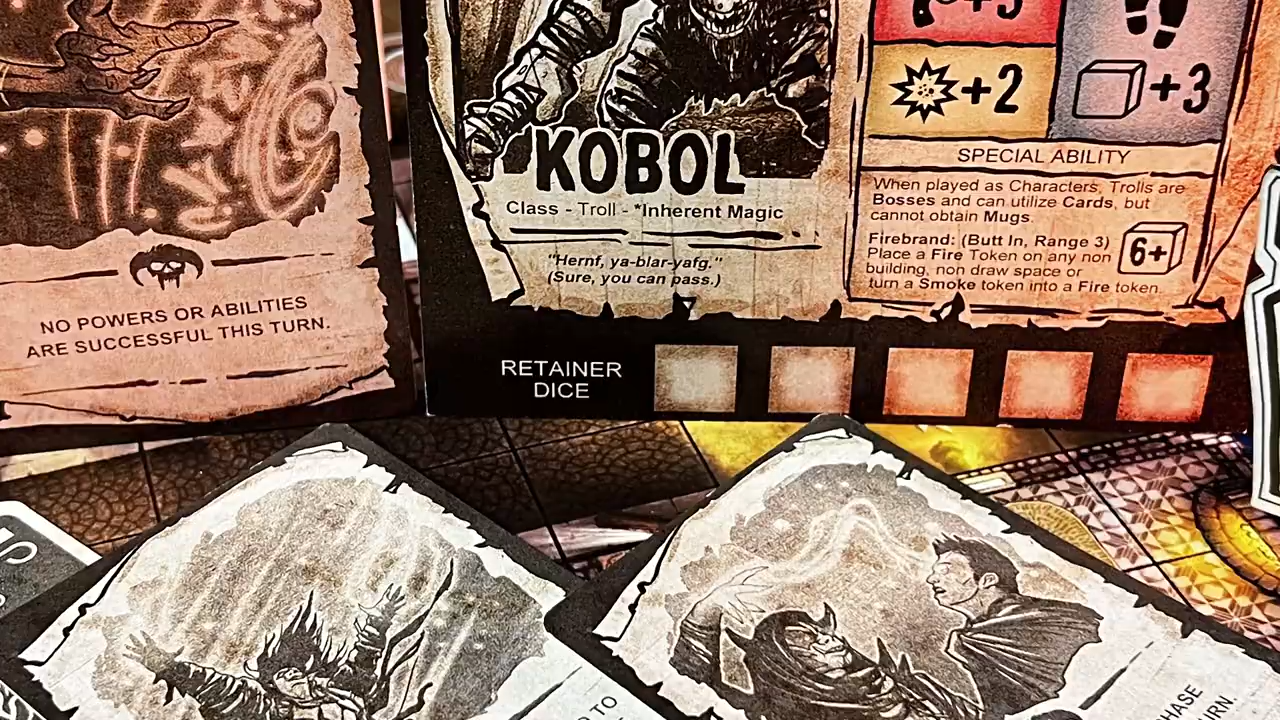 +5
+2
+3
KOBOL
Class - Troll - *Inherent Magic
"Hernf, ya-blar-yafg."
(Sure, you can pass.)
SPECIAL ABILITY
When played as Characters, Trolls are
Bosses and can utilize Cards, but
cannot obtain Mugs.
Firebrand: (Butt In, Range 3)
Place a Fire Token on any non
building, non draw space or
turn a Smoke token into a Fire token.
6+
NO POWERS OR ABILITIES
ARE SUCCESSFUL THIS TURN.
RETAINER
DICE
TO